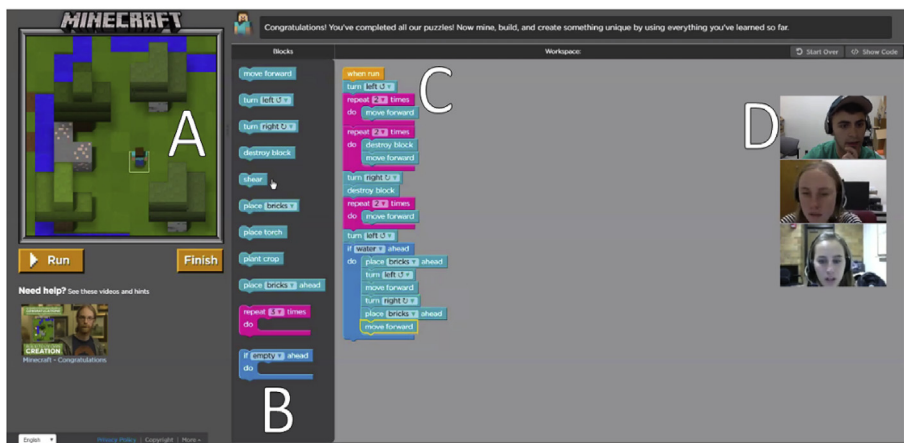 MINECRAFT
Congratulations! You've completed all our puzzles! Now mine, build, and create something unique by using everything you've learned so far.
Blocks
Workspace:
Start Over
</> Show Code
A
Run
Finish
Need help? See these videos and hints
CREATION
Minecraft - Congratulations
English
Privacy Policy | Copyright | More
move forward
turn left
turn right
destroy block
shear
place bricks
place torch
plant crop
place bricks ahead
repeat 3 times
do
if empty ahead
do
B
when run
turn left
repeat 2 times
do move forward
repeat 2 times
do destroy block
move forward
turn right
destroy block
repeat 2 times
do move forward
turn left
if water ahead
do place bricks ahead
turn left
move forward
turn right
place bricks ahead
move forward
C
D